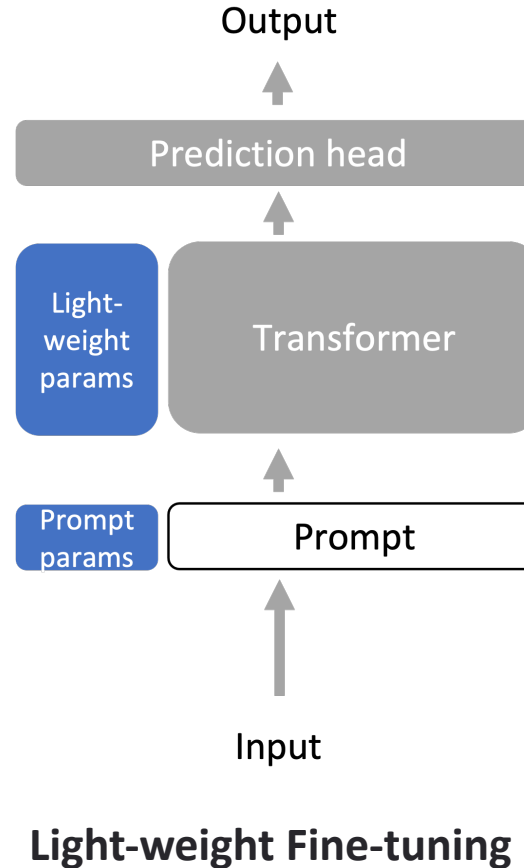 Output
Prediction head
Light-
weight
params
Transformer
Prompt
params
Prompt
Input
Light-weight Fine-tuning